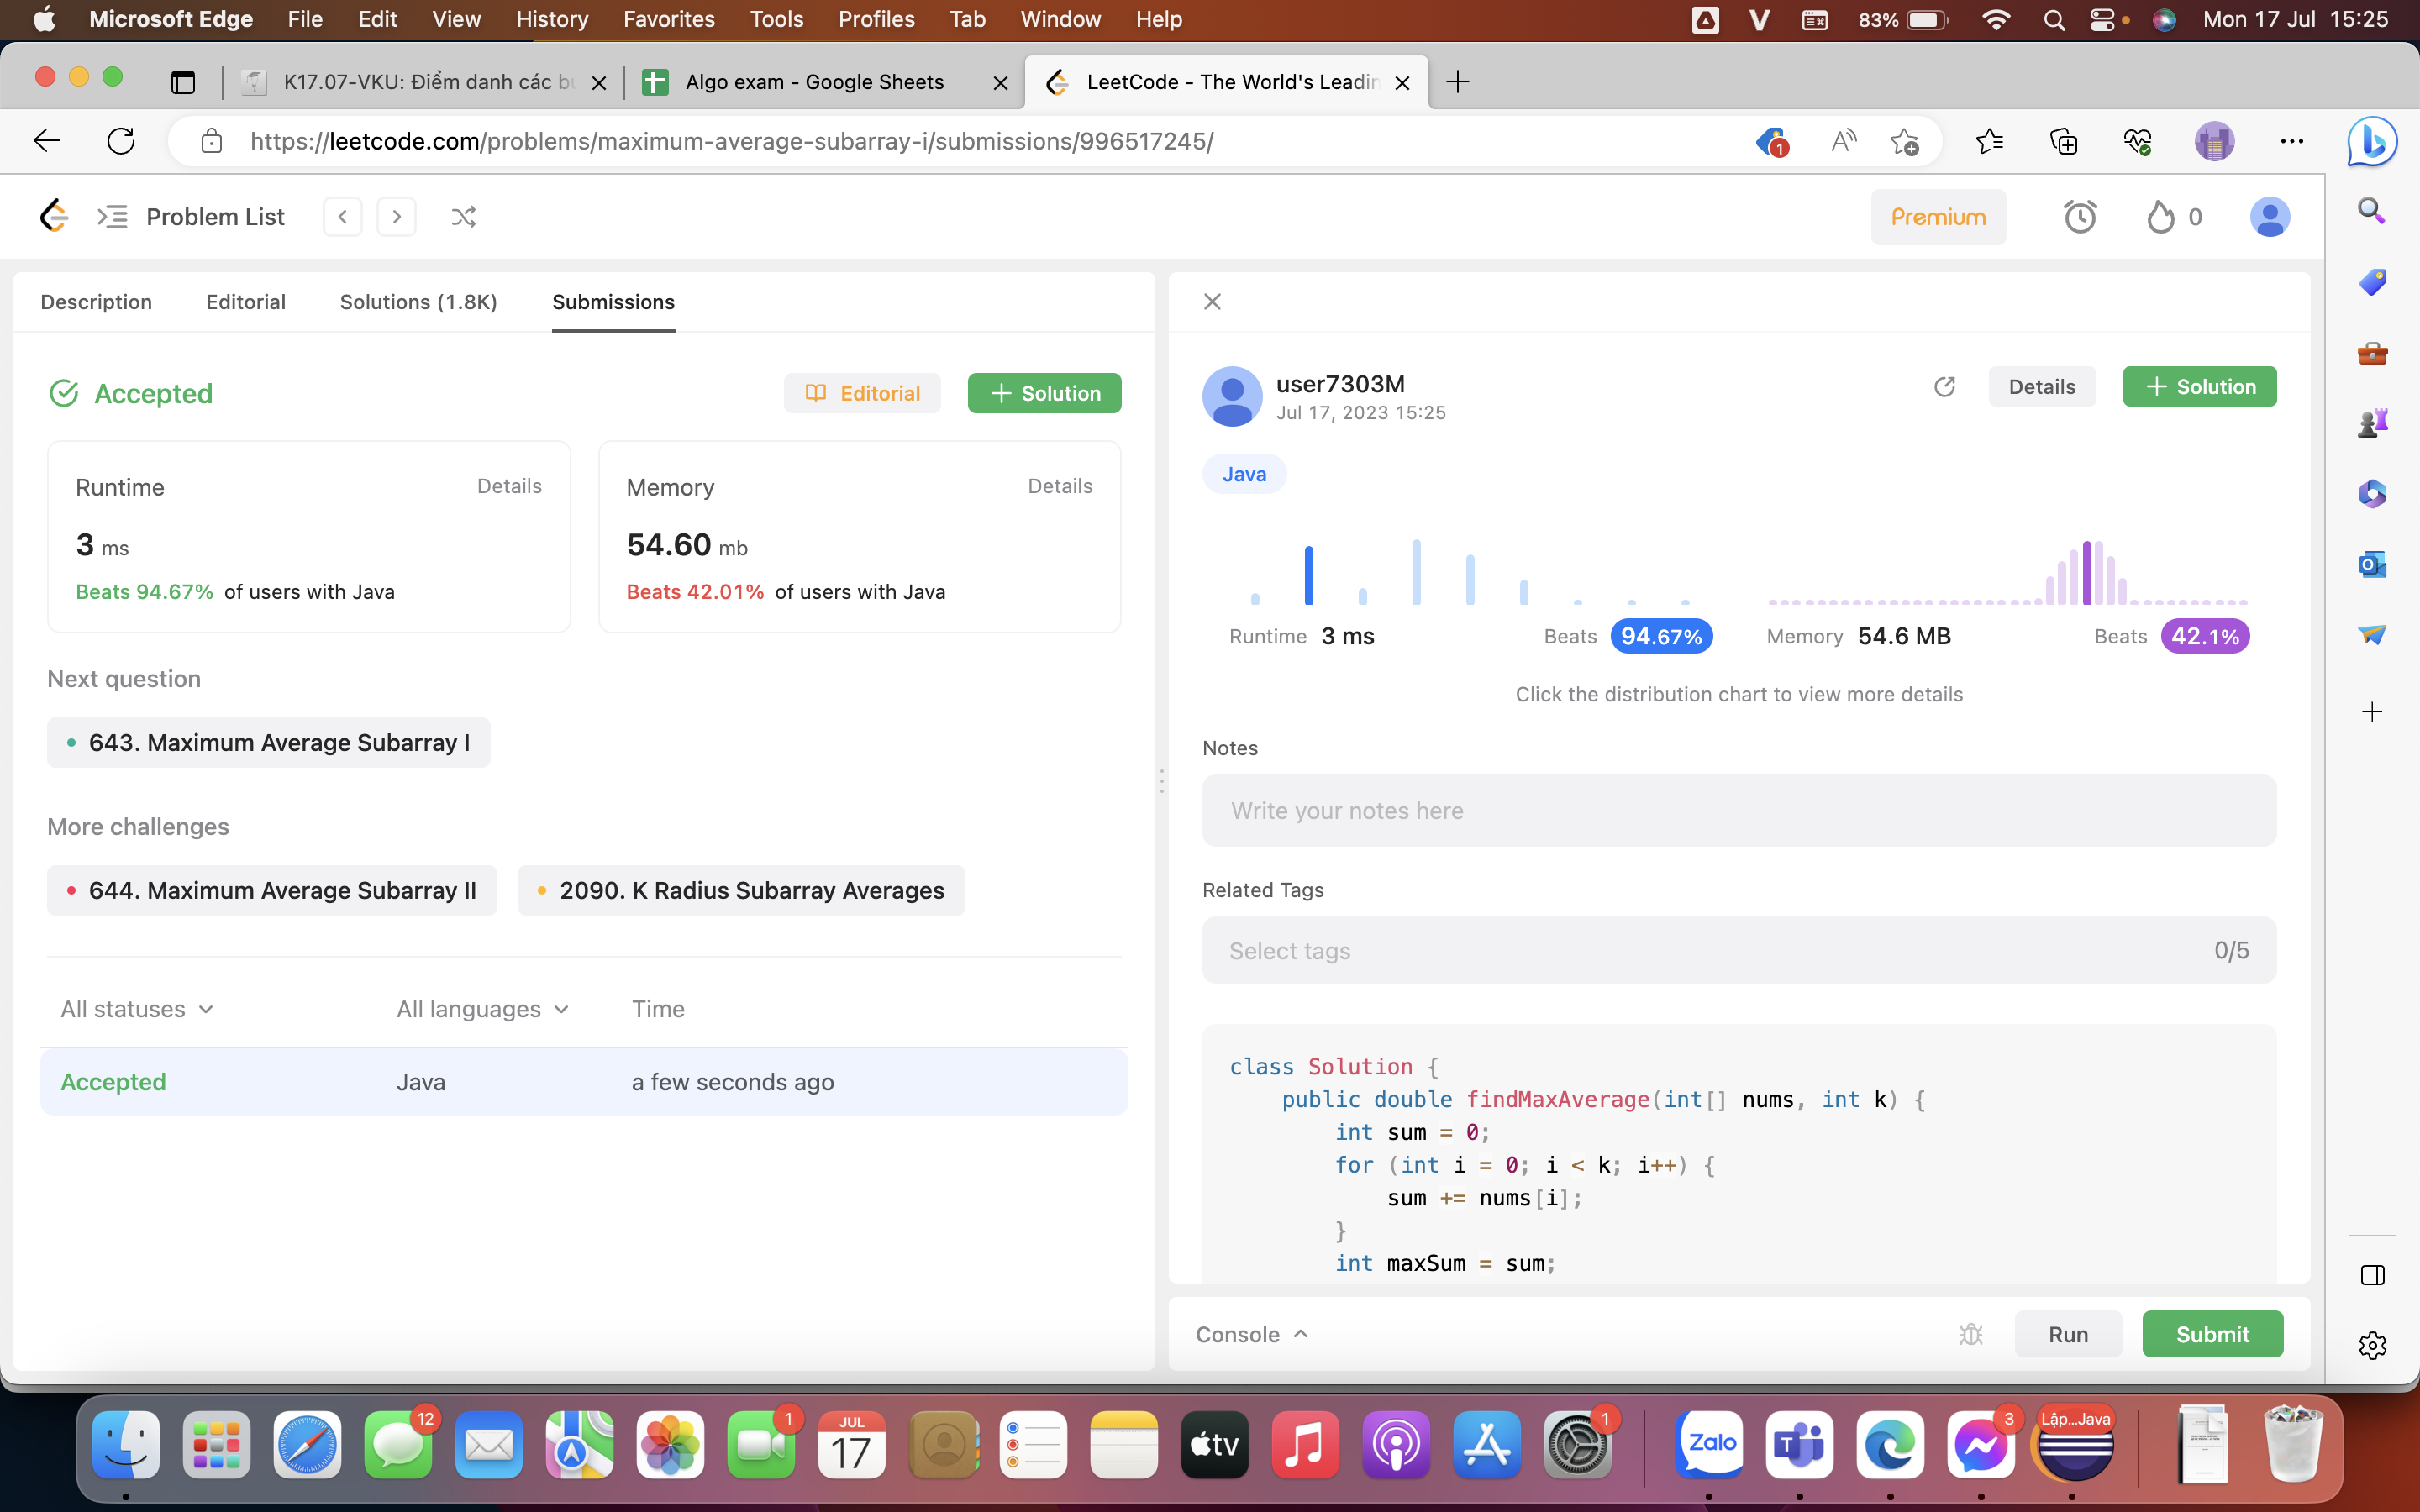 Microsoft Edge File Edit View History Favorites Tools Profiles Tab Window Help 83% Mon 17 Jul 15:25
K17.07-VKU: Điểm danh các bu
Algo exam - Google Sheets
LeetCode - The World's Leadin
https://leetcode.com/problems/maximum-average-subarray-i/submissions/996517245/
1
Problem List
Premium
0
Description Editorial Solutions (1.8K) Submissions
Accepted
Editorial
Solution
Runtime Details
3 ms
Beats 94.67% of users with Java
Memory Details
54.60 mb
Beats 42.01% of users with Java
Next question
643. Maximum Average Subarray I
More challenges
644. Maximum Average Subarray II
2090. K Radius Subarray Averages
All statuses All languages Time
Accepted Java a few seconds ago
user7303M
Jul 17, 2023 15:25
Details
Solution
Java
Runtime 3 ms Beats 94.67%
Memory 54.6 MB Beats 42.1%
Click the distribution chart to view more details
Notes
Write your notes here
Related Tags
Select tags 0/5
class Solution {
public double findMaxAverage(int[] nums, int k) {
int sum = 0;
for (int i = 0; i < k; i++) {
sum += nums[i];
}
int maxSum = sum;
Console
Run
Submit
12
1
JUL
17
tv
1
Zalo
T
3
Lập...Java